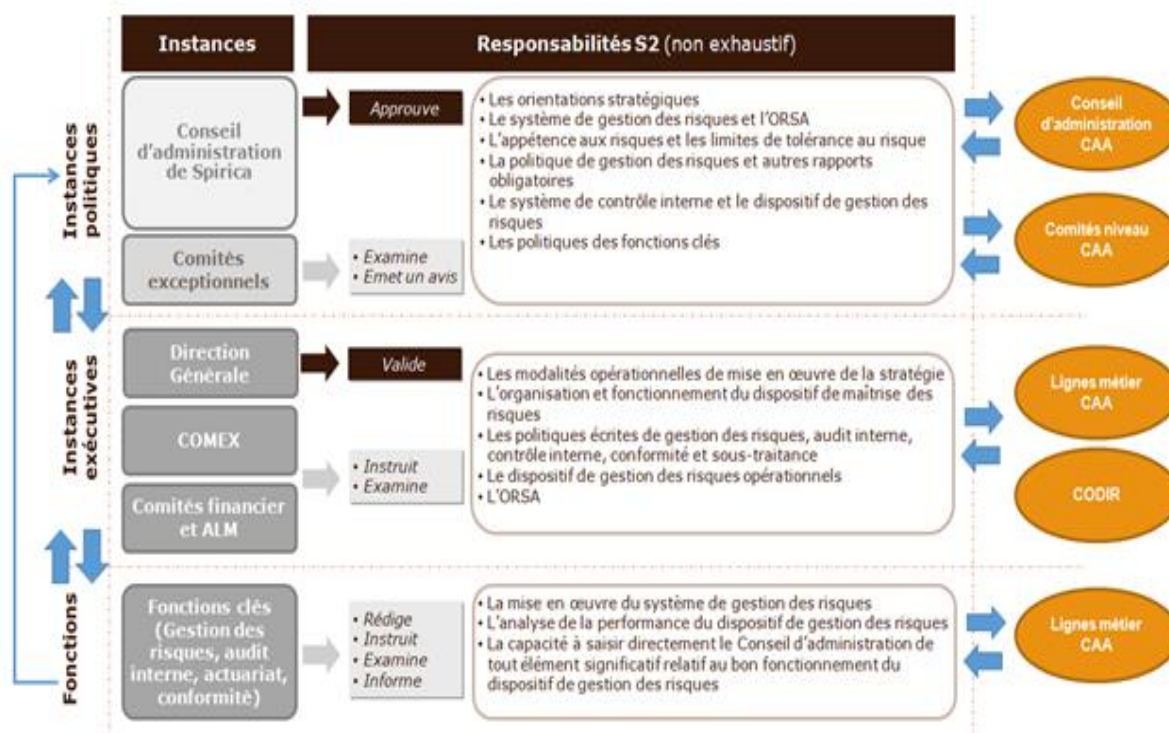 Instances
Responsabilités S2 (non exhaustif)
Instances
politiques
Conseil
d'administration
de Spirica
Approuve
• Les orientations stratégiques
• Le système de gestion des risques et l'ORSA
• L'appétence aux risques et les limites de tolérance au risque
• La politique de gestion des risques et autres rapports
obligatoires
• Le système de contrôle interne et le dispositif de gestion des
risques
• Les politiques des fonctions clés
Conseil
d'administration
CAA
Comités
exceptionnels
• Examine
• Emet un avis
Comités niveau
CAA
Instances
exécutives
Direction
Générale
Valide
COMEX
Comités financier
et ALM
• Instruit
• Examine
• Les modalités opérationnelles de mise en œuvre de la stratégie
• L'organisation et fonctionnement du dispositif de maîtrise des
risques
• Les politiques écrites de gestion des risques, audit interne,
contrôle interne, conformité et sous-traitance
• Le dispositif de gestion des risques opérationnels
• L'ORSA
Lignes métier
CAA
CODIR
Fonctions
Fonctions clés
(Gestion des
risques, audit
interne, actuariat,
conformité)
• Rédige
• Instruit
• Examine
• Informe
• La mise en œuvre du système de gestion des risques
• L'analyse de la performance du dispositif de gestion des risques
• La capacité à saisir directement le Conseil d'administration de
tout élément significatif relatif au bon fonctionnement du
dispositif de gestion des risques
Lignes métier
CAA